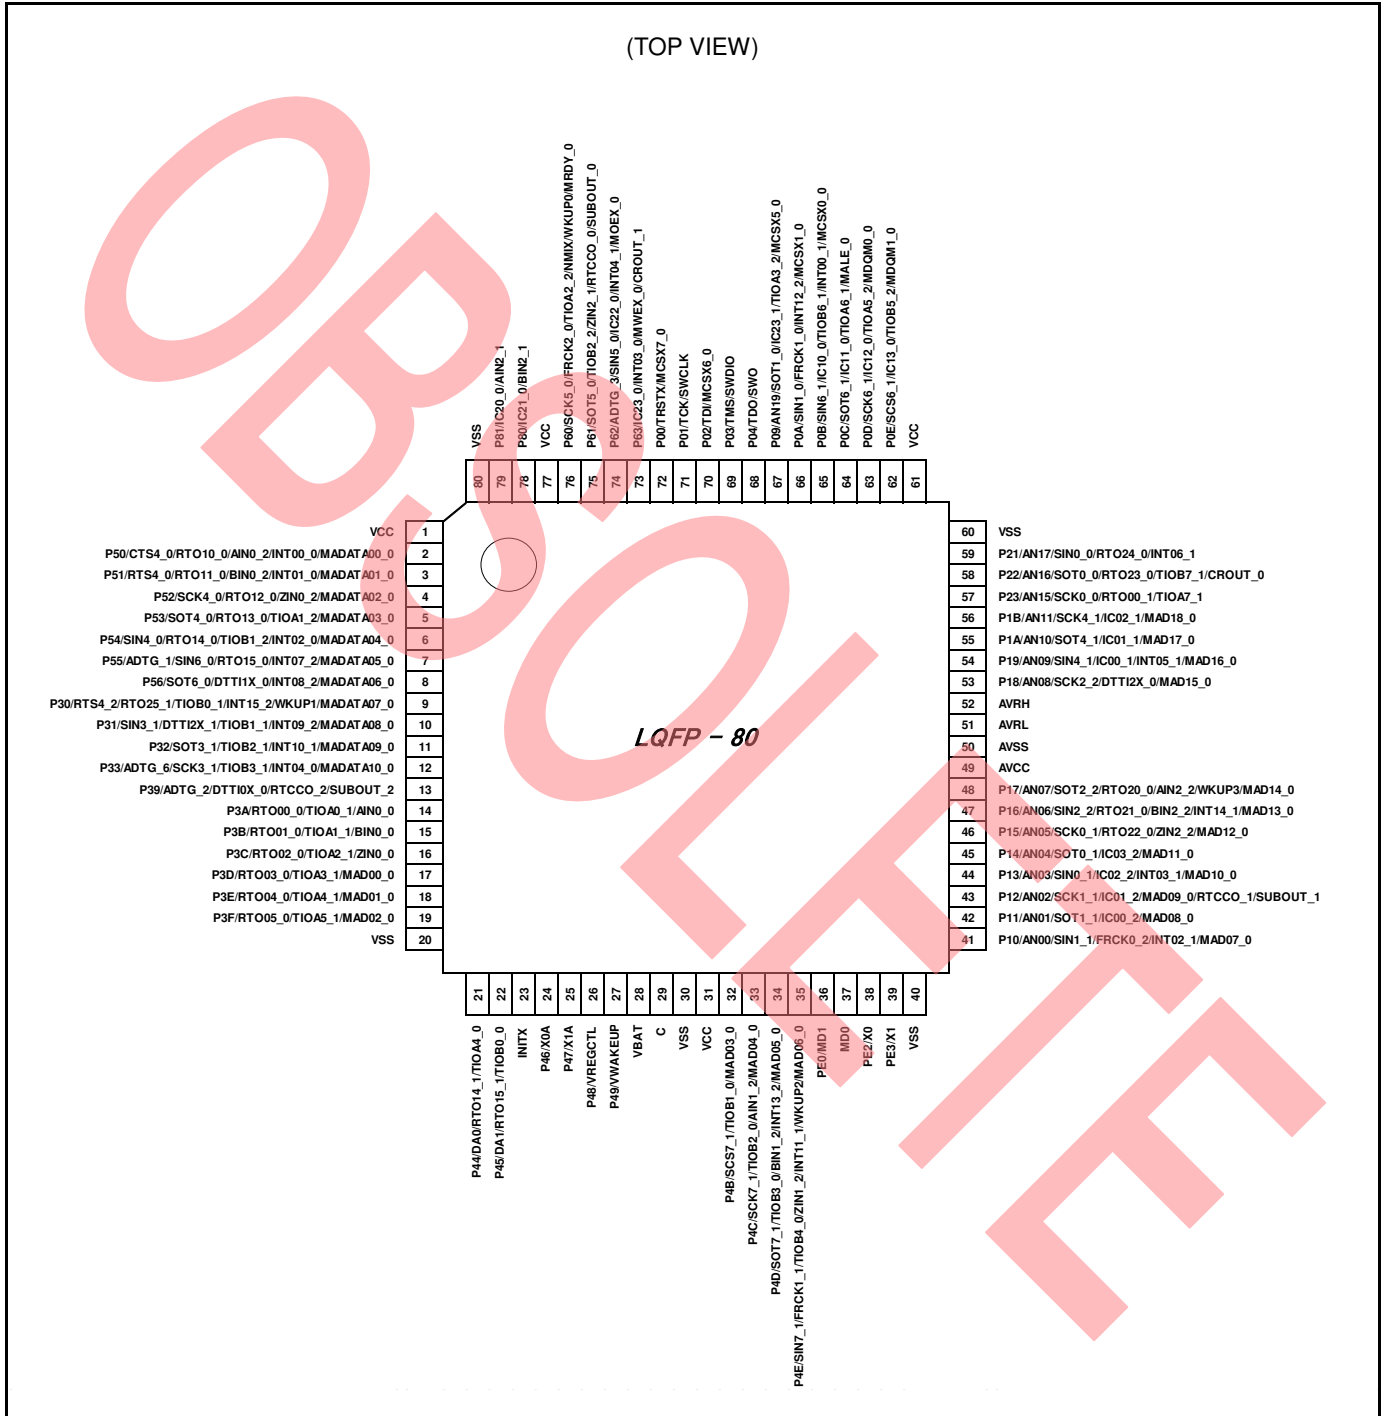 (TOP VIEW)
VSS
P81/IC20_0/AIN2_1
P80/IC21_0/BIN2_1
VCC
P60/SCK5_0/FRCK2_0/TIOA2_2/NMIX/WKUP0/MRDY_0
P61/SOT5_0/TIOB2_2/ZIN2_1/RTCCO_0/SUBOUT_0
P62/ADTG_3/SIN5_0/IC22_0/INT04_1/MOEX_0
P63/IC23_0/INT03_0/MWEX_0/CROUT_1
P00/TRSTX/MCSX7_0
P01/TCK/SWCLK
P02/TDI/MCSX6_0
P03/TMS/SWDIO
P04/TDO/SWO
P09/AN19/SOT1_0/IC23_1/TIOA3_2/MCSX5_0
P0A/SIN1_0/FRCK1_0/INT12_2/MCSX1_0
P0B/SIN6_1/IC10_0/TIOB6_1/INT00_1/MCSX0_0
P0C/SOT6_1/IC11_0/TIOA6_1/MALE_0
P0D/SCK6_1/IC12_0/TIOA5_2/MDQM0_0
P0E/SCS6_1/IC13_0/TIOB5_2/MDQM1_0
VCC
80 79 78 77 76 75 74 73 72 71 70 69 68 67 66 65 64 63 62 61
VCC 1
P50/CTS4_0/RTO10_0/AIN0_2/INT00_0/MADATA00_0 2
P51/RTS4_0/RTO11_0/BIN0_2/INT01_0/MADATA01_0 3
P52/SCK4_0/RTO12_0/ZIN0_2/MADATA02_0 4
P53/SOT4_0/RTO13_0/TIOA1_2/MADATA03_0 5
P54/SIN4_0/RTO14_0/TIOB1_2/INT02_0/MADATA04_0 6
P55/ADTG_1/SIN6_0/RTO15_0/INT07_2/MADATA05_0 7
P56/SOT6_0/DTTI1X_0/INT08_2/MADATA06_0 8
P30/RTS4_2/RTO25_1/TIOB0_1/INT15_2/WKUP1/MADATA07_0 9
P31/SIN3_1/DTTI2X_1/TIOB1_1/INT09_2/MADATA08_0 10
P32/SOT3_1/TIOB2_1/INT10_1/MADATA09_0 11
P33/ADTG_6/SCK3_1/TIOB3_1/INT04_0/MADATA10_0 12
P39/ADTG_2/DTTI0X_0/RTCCO_2/SUBOUT_2 13
P3A/RTO00_0/TIOA0_1/AIN0_0 14
P3B/RTO01_0/TIOA1_1/BIN0_0 15
P3C/RTO02_0/TIOA2_1/ZIN0_0 16
P3D/RTO03_0/TIOA3_1/MAD00_0 17
P3E/RTO04_0/TIOA4_1/MAD01_0 18
P3F/RTO05_0/TIOA5_1/MAD02_0 19
VSS 20
LQFP - 80
60 VSS
59 P21/AN17/SIN0_0/RTO24_0/INT06_1
58 P22/AN16/SOT0_0/RTO23_0/TIOB7_1/CROUT_0
57 P23/AN15/SCK0_0/RTO00_1/TIOA7_1
56 P1B/AN11/SCK4_1/IC02_1/MAD18_0
55 P1A/AN10/SOT4_1/IC01_1/MAD17_0
54 P19/AN09/SIN4_1/IC00_1/INT05_1/MAD16_0
53 P18/AN08/SCK2_2/DTTI2X_0/MAD15_0
52 AVRH
51 AVRL
50 AVSS
49 AVCC
48 P17/AN07/SOT2_2/RTO20_0/AIN2_2/WKUP3/MAD14_0
47 P16/AN06/SIN2_2/RTO21_0/BIN2_2/INT14_1/MAD13_0
46 P15/AN05/SCK0_1/RTO22_0/ZIN2_2/MAD12_0
45 P14/AN04/SOT0_1/IC03_2/MAD11_0
44 P13/AN03/SIN0_1/IC02_2/INT03_1/MAD10_0
43 P12/AN02/SCK1_1/IC01_2/MAD09_0/RTCCO_1/SUBOUT_1
42 P11/AN01/SOT1_1/IC00_2/MAD08_0
41 P10/AN00/SIN1_1/FRCK0_2/INT02_1/MAD07_0
21 22 23 24 25 26 27 28 29 30 31 32 33 34 35 36 37 38 39 40
P44/DA0/RTO14_1/TIOA4_0
P45/DA1/RTO15_1/TIOB0_0
INITX
P46/X0A
P47/X1A
P48/VREGCTL
P49/VWAKEUP
VBAT
C
VSS
VCC
P4B/SCS7_1/TIOB1_0/MAD03_0
P4C/SCK7_1/TIOB2_0/AIN1_2/MAD04_0
P4D/SOT7_1/TIOB3_0/BIN1_2/INT13_2/MAD05_0
P4E/SIN7_1/FRCK1_1/TIOB4_0/ZIN1_2/INT11_1/WKUP2/MAD06_0
PE0/MD1
MD0
PE2/X0
PE3/X1
VSS
OBSOLETE